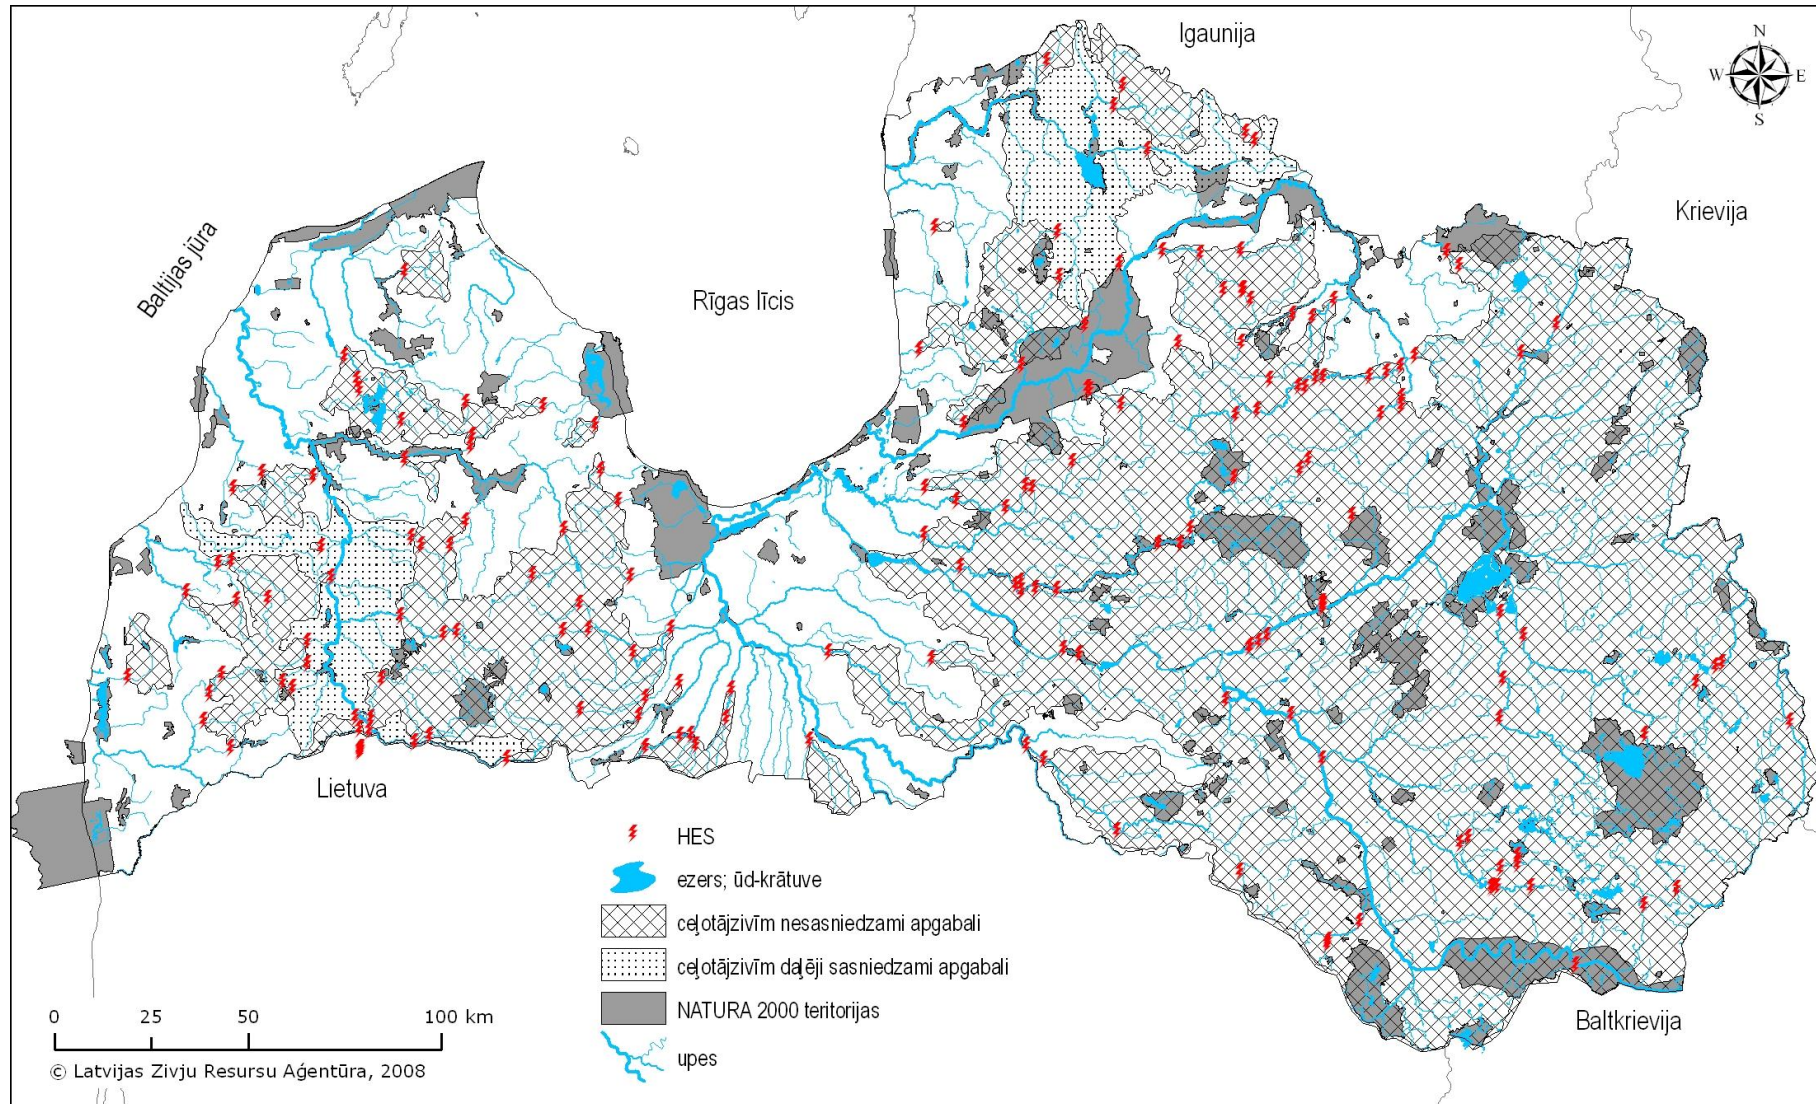 Igaunija
N
W
E
S
Krievija
Baltijas jūra
Rīgas līcis
Lietuva
HES
ezers; ūd-krātuve
ceļotājzivīm nesasniedzami apgabali
ceļotājzivīm daļēji sasniedzami apgabali
NATURA 2000 teritorijas
upes
Baltkrievija
0 25 50 100 km
© Latvijas Zivju Resursu Aģentūra, 2008